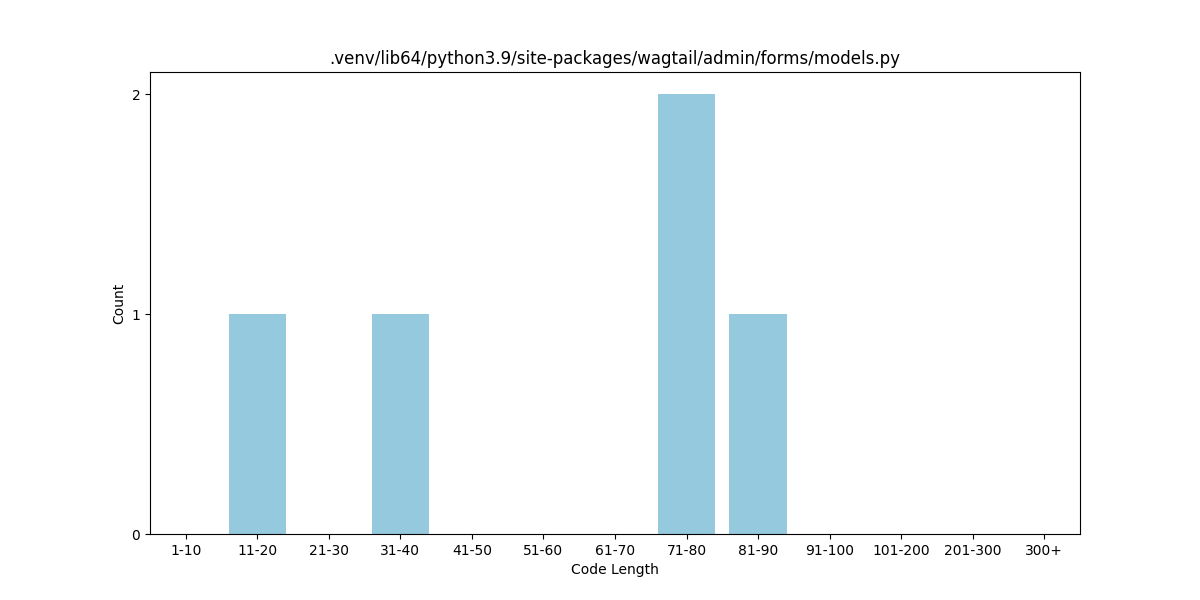 .venv/lib64/python3.9/site-packages/wagtail/admin/forms/models.py
Count
2
1
0
1-10 11-20 21-30 31-40 41-50 51-60 61-70 71-80 81-90 91-100 101-200 201-300 300+
Code Length